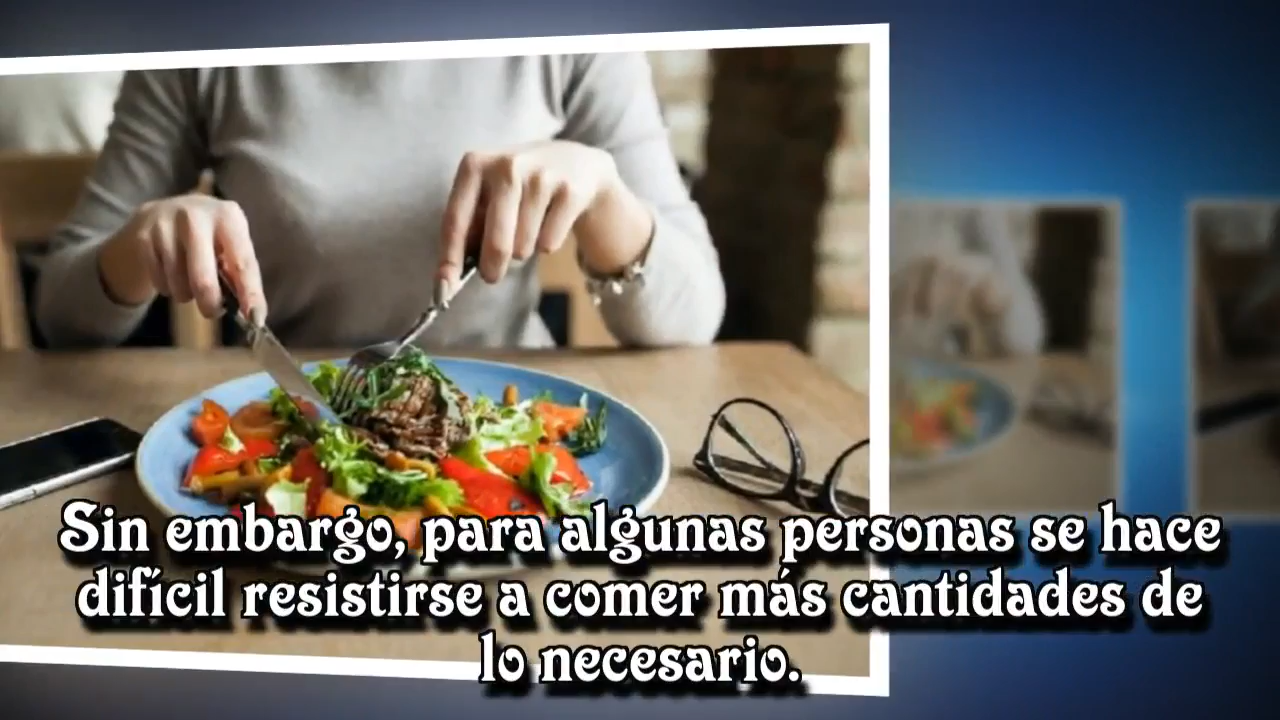 Sin embargo, para algunas personas se hace
difícil resistirse a comer más cantidades de
lo necesario.